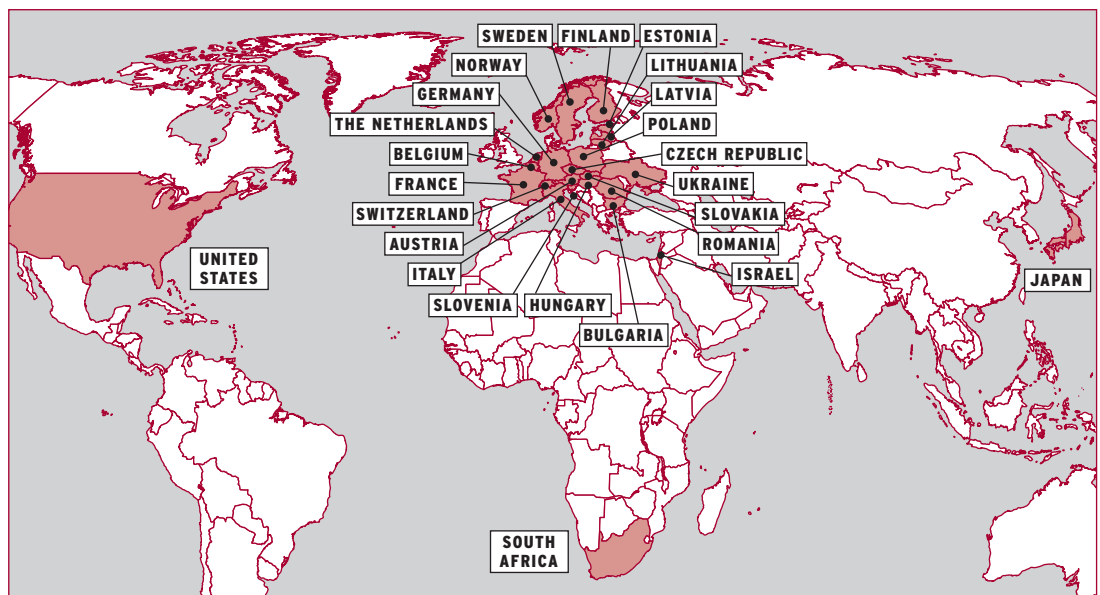 SWEDEN
FINLAND
ESTONIA
NORWAY
LITHUANIA
GERMANY
LATVIA
THE NETHERLANDS
POLAND
BELGIUM
CZECH REPUBLIC
FRANCE
UKRAINE
SWITZERLAND
SLOVAKIA
AUSTRIA
ROMANIA
UNITED
STATES
ITALY
ISRAEL
JAPAN
SLOVENIA
HUNGARY
BULGARIA
SOUTH
AFRICA